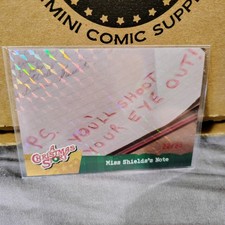 MINI COMIC SUPP
P.S. YOU'LL SHOOT
YOUR EYE OUT!
A
CHRISTMAS
STORY
Miss Shields's Note